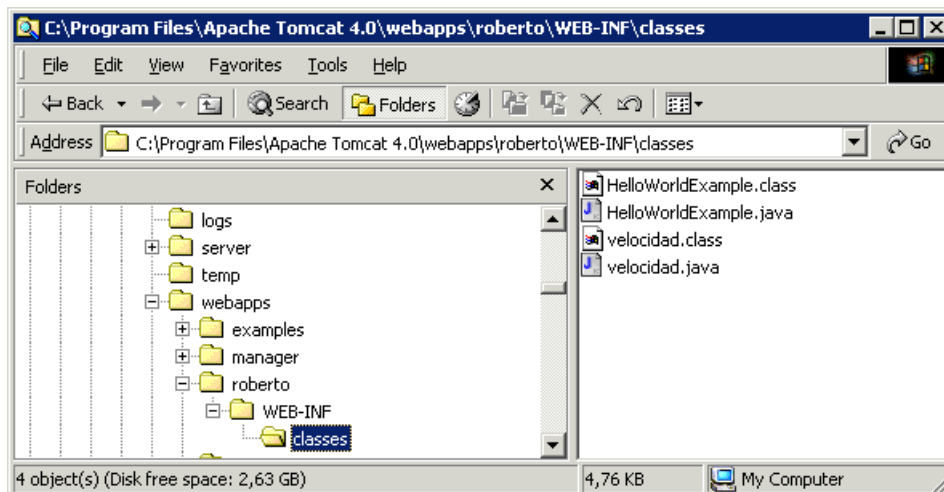 C:\Program Files\Apache Tomcat 4.0\webapps\roberto\WEB-INF\classes
File Edit View Favorites Tools Help
Back Search Folders
Address C:\Program Files\Apache Tomcat 4.0\webapps\roberto\WEB-INF\classes Go
Folders
logs
server
temp
webapps
examples
manager
roberto
WEB-INF
classes
HelloWorldExample.class
HelloWorldExample.java
velocidad.class
velocidad.java
4 object(s) (Disk free space: 2,63 GB) 4,76 KB My Computer